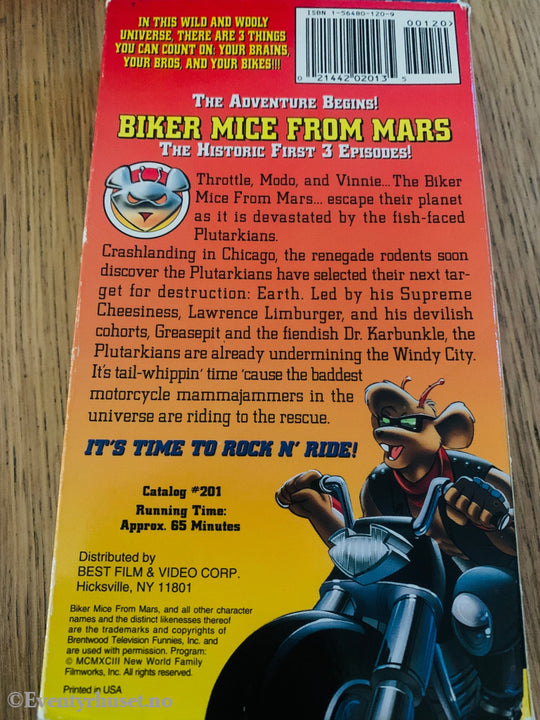 IN THIS WILD AND WOOLY
UNIVERSE, THERE ARE 3 THINGS
YOU CAN COUNT ON: YOUR BRAINS,
YOUR BROS, AND YOUR BIKES!!!
ISBN 1-56480-120-9
00120>
0 21442 02013 5
THE ADVENTURE BEGINS!
BIKER MICE FROM MARS
THE HISTORIC FIRST 3 EPISODES!
Throttle, Modo, and Vinnie...The Biker
Mice From Mars... escape their planet
as it is devastated by the fish-faced
Plutarkians.
Crashlanding in Chicago, the renegade rodents soon
discover the Plutarkians have selected their next tar-
get for destruction: Earth. Led by his Supreme
Cheesiness, Lawrence Limburger, and his devilish
cohorts, Greasepit and the fiendish Dr. Karbunkle, the
Plutarkians are already undermining the Windy City.
It's tail-whippin' time 'cause the baddest
motorcycle mammajammers in the
universe are riding to the rescue.
IT'S TIME TO ROCK N' RIDE!
Catalog #201
Running Time:
Approx. 65 Minutes
Distributed by
BEST FILM & VIDEO CORP.
Hicksville, NY 11801
Biker Mice From Mars, and all other character
names and the distinct likenesses thereof
are the trademarks and copyrights of
Brentwood Television Funnies, Inc. and
are used with permission. Program:
© MCMXCIII New World Family
Filmworks, Inc. All rights reserved.
Printed in USA
© Eventyrhuset.no